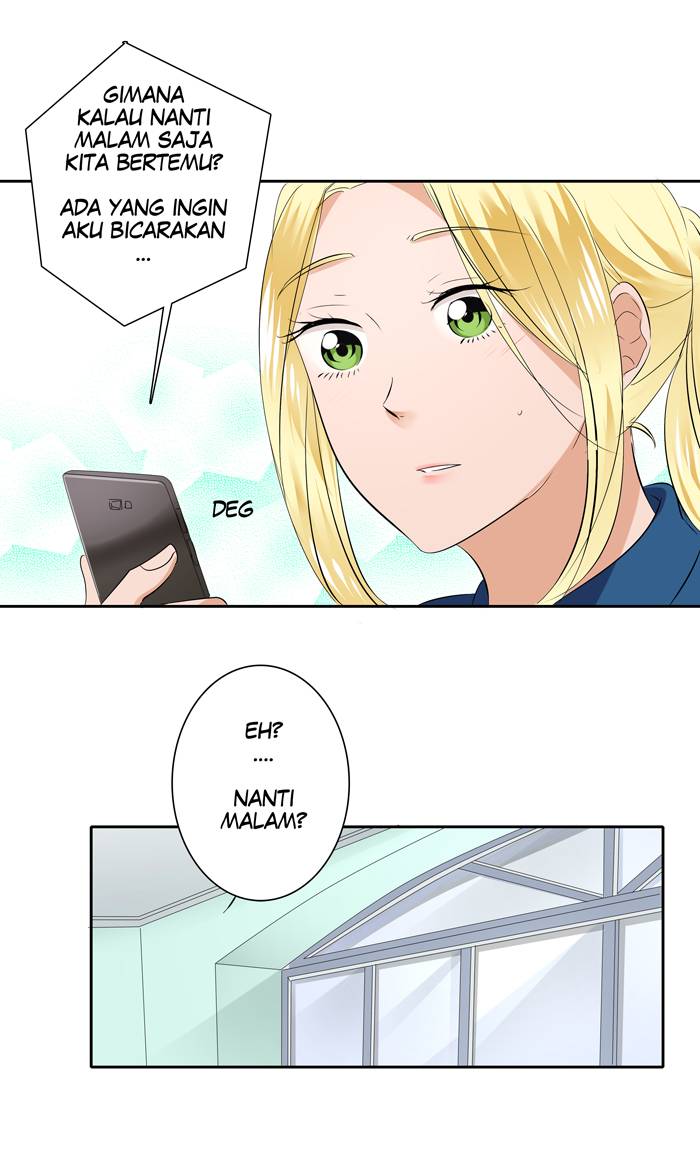 GIMANA
KALAU NANTI
MALAM SAJA
KITA BERTEMU?
ADA YANG INGIN
AKU BICARAKAN
...
DEG
EH?
....
NANTI
MALAM?